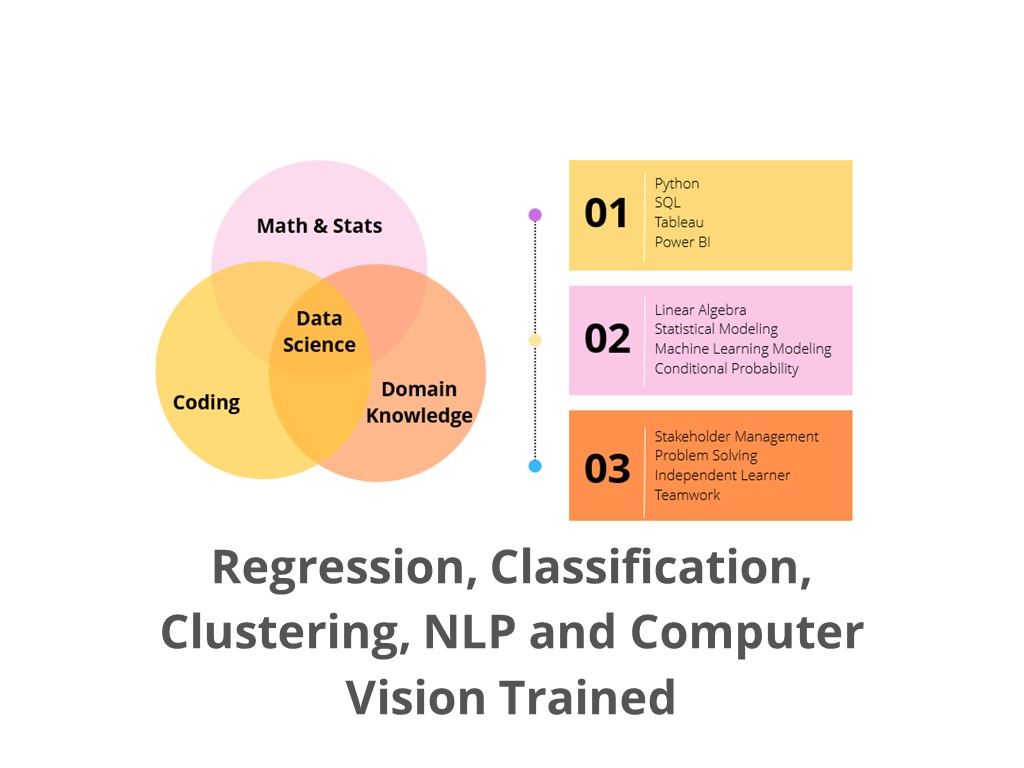 Math & Stats
Data
Science
Coding
Domain
Knowledge
01
Python
SQL
Tableau
Power BI
02
Linear Algebra
Statistical Modeling
Machine Learning Modeling
Conditional Probability
03
Stakeholder Management
Problem Solving
Independent Learner
Teamwork
Regression, Classification,
Clustering, NLP and Computer
Vision Trained